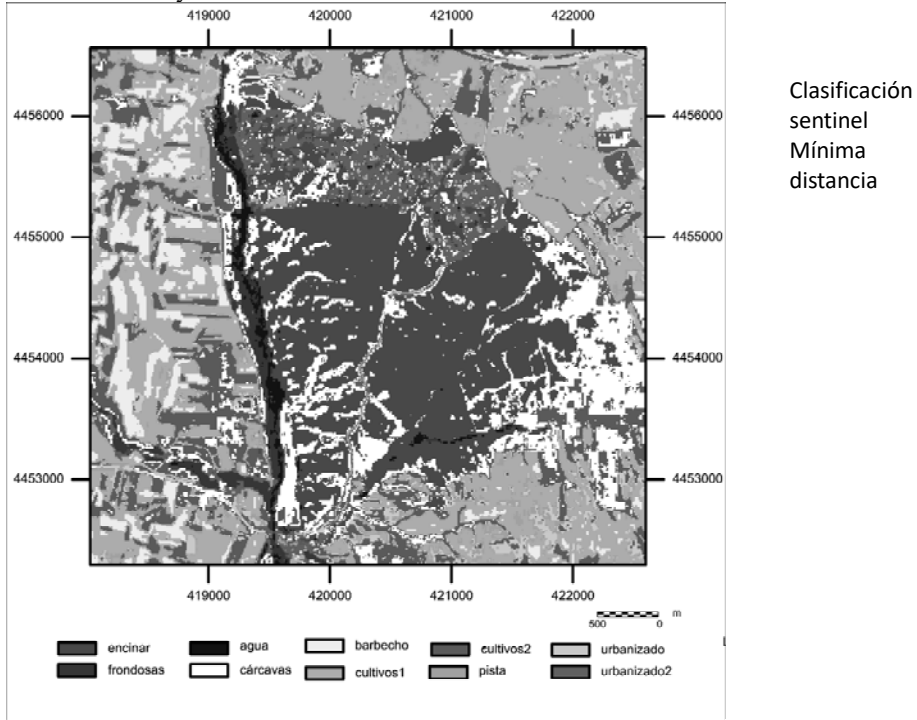 419000 420000 421000 422000
Clasificación
sentinel
Mínima
distancia
4456000 4456000
4455000 4455000
4454000 4454000
4453000 4453000
419000 420000 421000 422000
m
500 0
encinar agua barbecho cultivos2 urbanizado
frondosas cárcavas cultivos1 pista urbanizado2